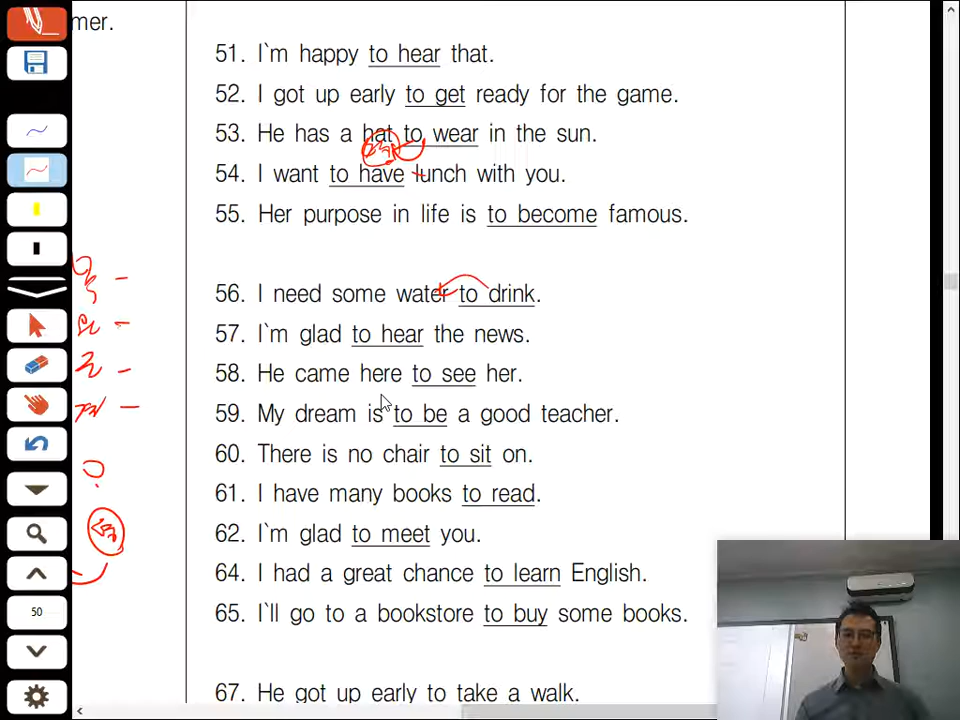 mer.
51. I`m happy to hear that.
52. I got up early to get ready for the game.
53. He has a hat to wear in the sun.
54. I want to have lunch with you.
55. Her purpose in life is to become famous.
56. I need some water to drink.
57. I`m glad to hear the news.
58. He came here to see her.
59. My dream is to be a good teacher.
60. There is no chair to sit on.
61. I have many books to read.
62. I`m glad to meet you.
64. I had a great chance to learn English.
65. I`ll go to a bookstore to buy some books.
67. He got up early to take a walk.
50